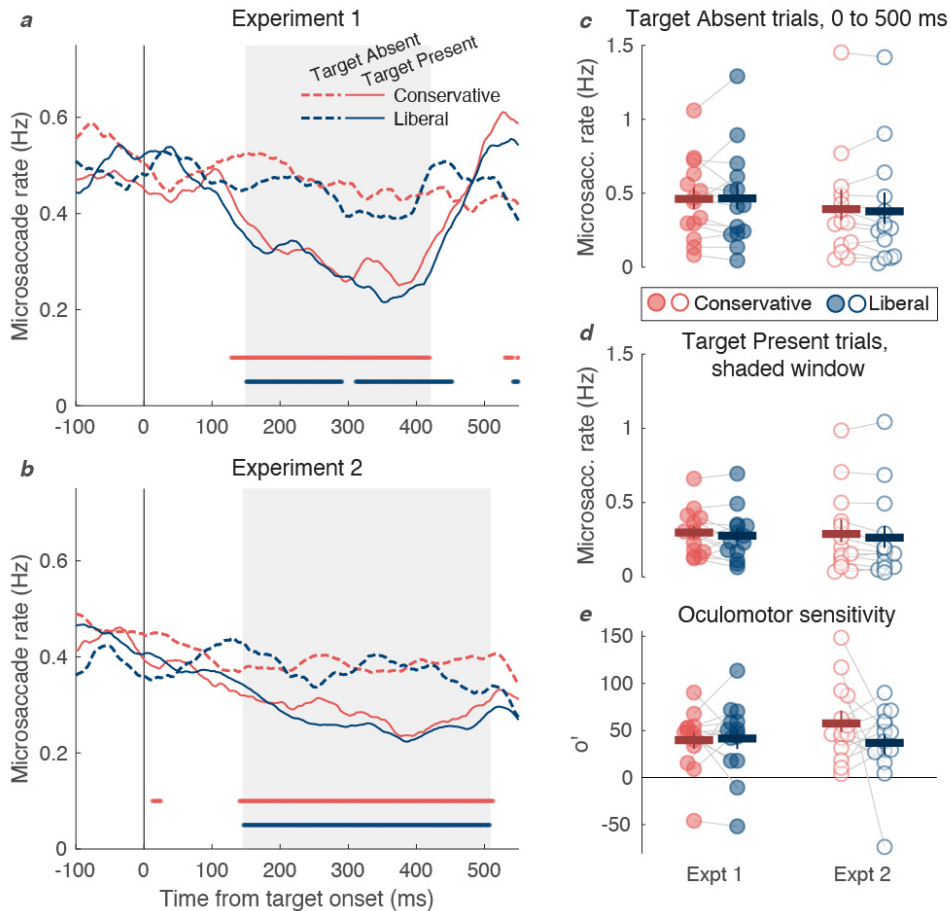 a
Experiment 1
Microsaccade rate (Hz)
0.6
0.4
0.2
0
-100
0
100
200
300
400
500
Target Absent
Target Present
Conservative
Liberal
b
Experiment 2
Microsaccade rate (Hz)
0.6
0.4
0.2
0
-100
0
100
200
300
400
500
Time from target onset (ms)
c
Target Absent trials, 0 to 500 ms
Microsacc. rate (Hz)
1.5
1
0.5
0
Conservative
Liberal
d
Target Present trials,
shaded window
Microsacc. rate (Hz)
1.5
1
0.5
0
e
Oculomotor sensitivity
o'
150
100
50
0
-50
Expt 1
Expt 2